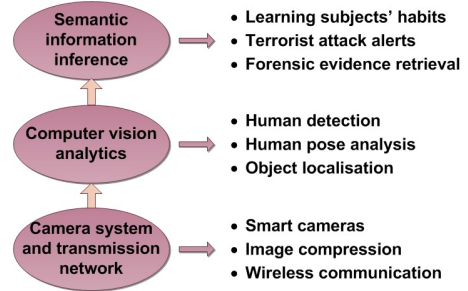 Semantic
information
inference
• Learning subjects' habits
• Terrorist attack alerts
• Forensic evidence retrieval
Computer vision
analytics
• Human detection
• Human pose analysis
• Object localisation
Camera system
and transmission
network
• Smart cameras
• Image compression
• Wireless communication